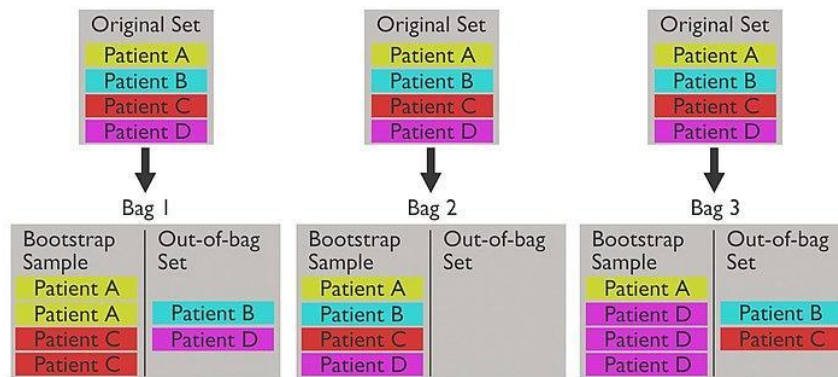 Original Set
Patient A
Patient B
Patient C
Patient D
Original Set
Patient A
Patient B
Patient C
Patient D
Original Set
Patient A
Patient B
Patient C
Patient D
Bag 1
Bootstrap
Sample
Patient A
Patient A
Patient C
Patient C
Out-of-bag
Set
Patient B
Patient D
Bag 2
Bootstrap
Sample
Patient A
Patient B
Patient C
Patient D
Out-of-bag
Set
Bag 3
Bootstrap
Sample
Patient A
Patient D
Patient D
Patient D
Out-of-bag
Set
Patient B
Patient C